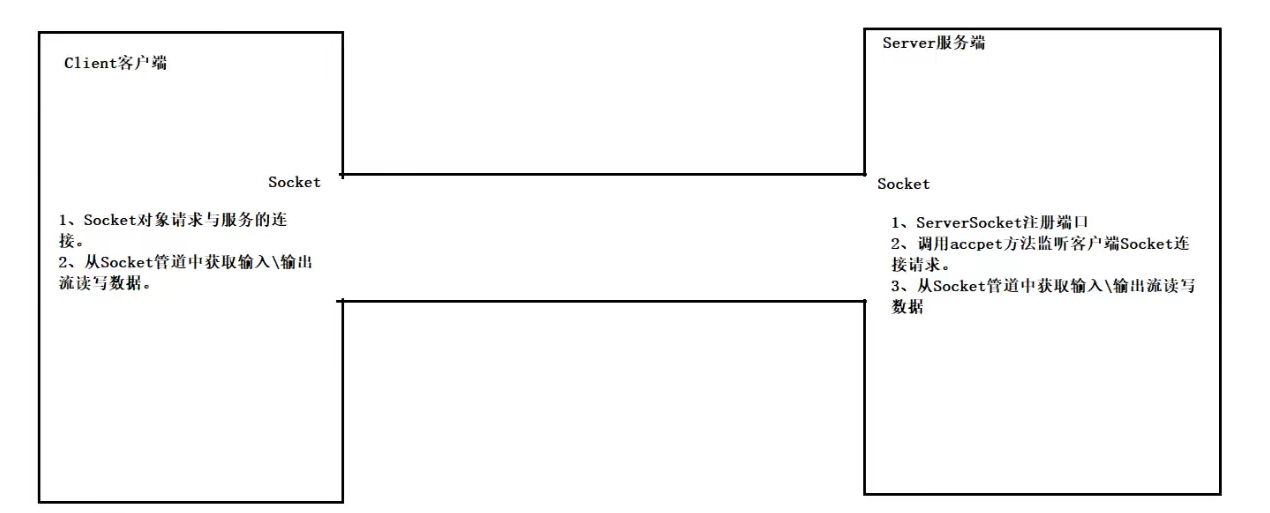 Client客户端
Socket
1、Socket对象请求与服务的连
接。
2、从Socket管道中获取输入\输出
流读写数据。
Server服务端
Socket
1、ServerSocket注册端口
2、调用accpet方法监听客户端Socket连
接请求。
3、从Socket管道中获取输入\输出流读写
数据